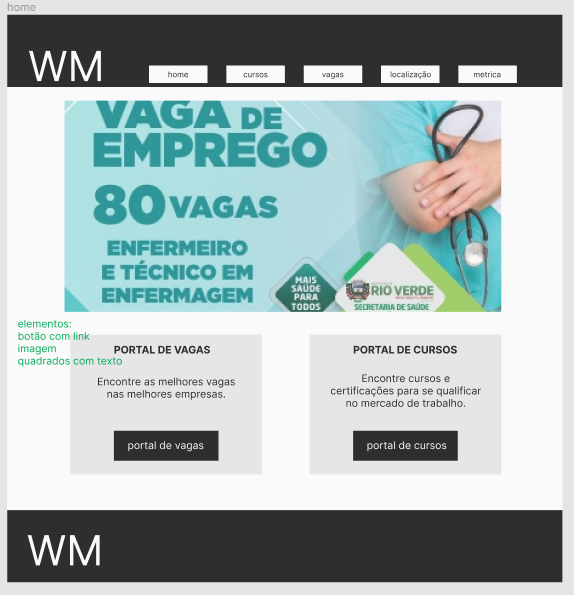 home
WM
home
cursos
vagas
localização
metrica
VAGA DE
EMPREGO
80 VAGAS
ENFERMEIRO
E TÉCNICO EM
ENFERMAGEM
MAIS
SAÚDE
PARA
TODOS
RIO VERDE
SECRETARIA DE SAÚDE
elementos:
botão com link
imagem
quadrados com texto
PORTAL DE VAGAS
Encontre as melhores vagas
nas melhores empresas.
portal de vagas
PORTAL DE CURSOS
Encontre cursos e
certificações para se qualificar
no mercado de trabalho.
portal de cursos
WM